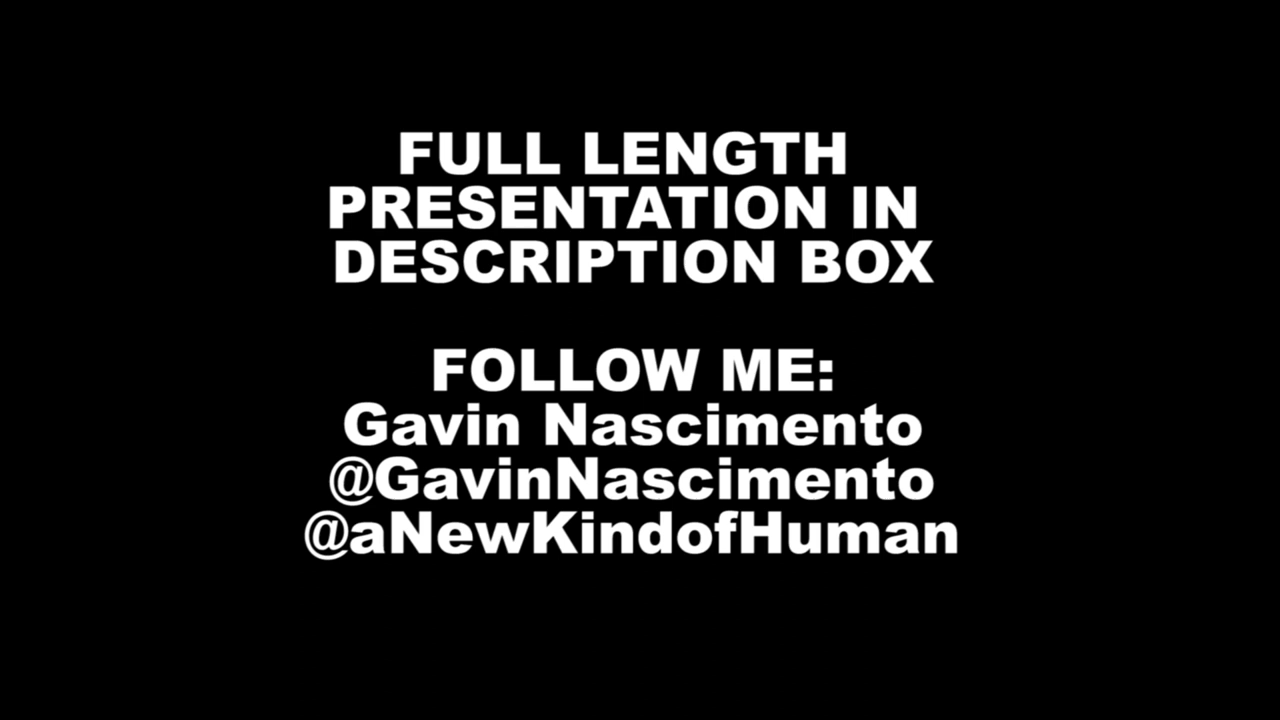 FULL LENGTH
PRESENTATION IN
DESCRIPTION BOX
FOLLOW ME:
Gavin Nascimento
@GavinNascimento
@aNewKindofHuman